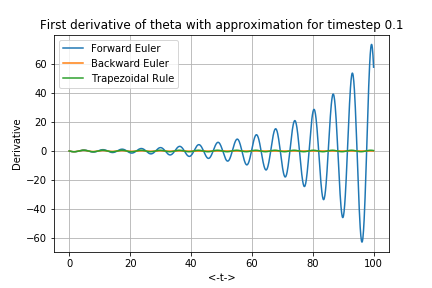 First derivative of theta with approximation for timestep 0.1
Forward Euler
Backward Euler
Trapezoidal Rule
60
40
20
0
−20
−40
−60
Derivative
0 20 40 60 80 100
<-t->